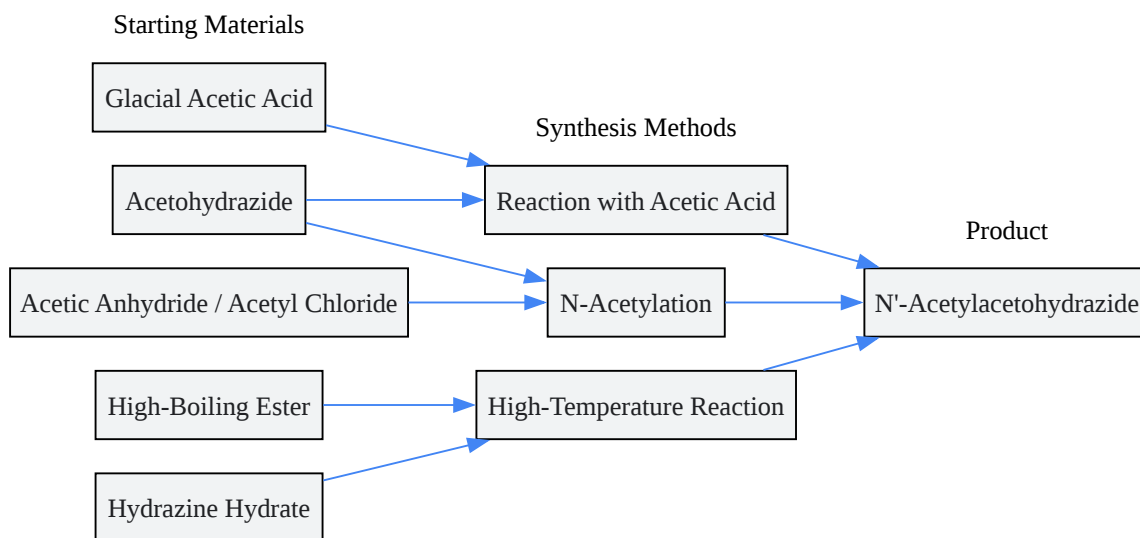 Starting Materials
Glacial Acetic Acid
Synthesis Methods
Acetohydrazide
Reaction with Acetic Acid
Product
Acetic Anhydride / Acetyl Chloride
N-Acetylation
N'-Acetylacetohydrazide
High-Boiling Ester
High-Temperature Reaction
Hydrazine Hydrate